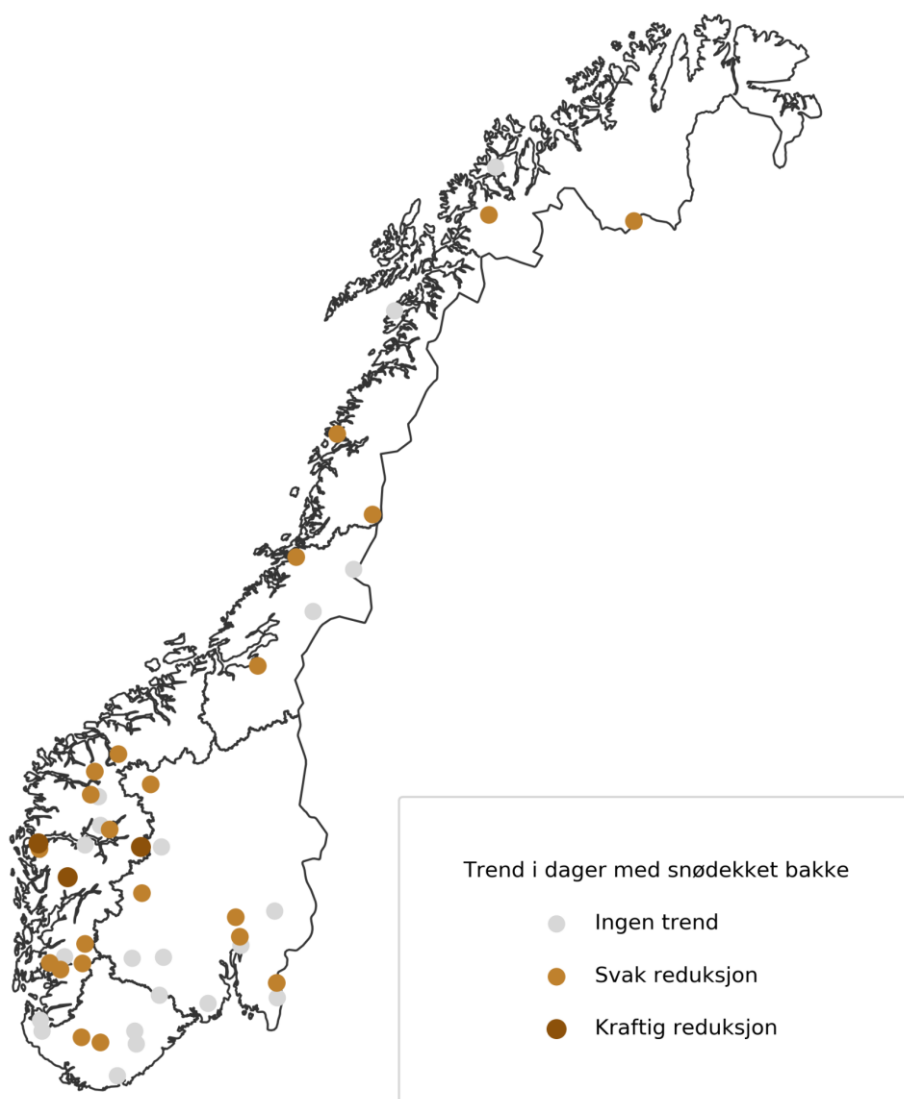 Trend i dager med snødekket bakke
Ingen trend
Svak reduksjon
Kraftig reduksjon